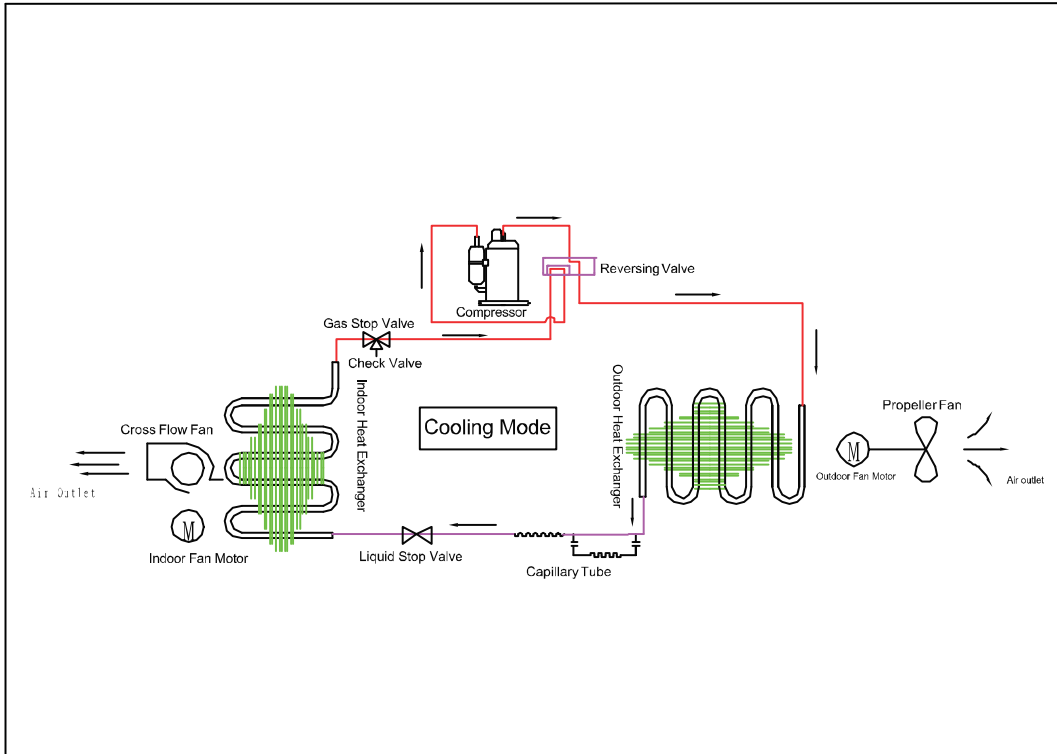 Reversing Valve
Compressor
Gas Stop Valve
Check Valve
Indoor Heat Exchanger
Outdoor Heat Exchanger
Cooling Mode
Cross Flow Fan
Propeller Fan
M
Outdoor Fan Motor
Air outlet
Air Outlet
M
Indoor Fan Motor
Liquid Stop Valve
Capillary Tube